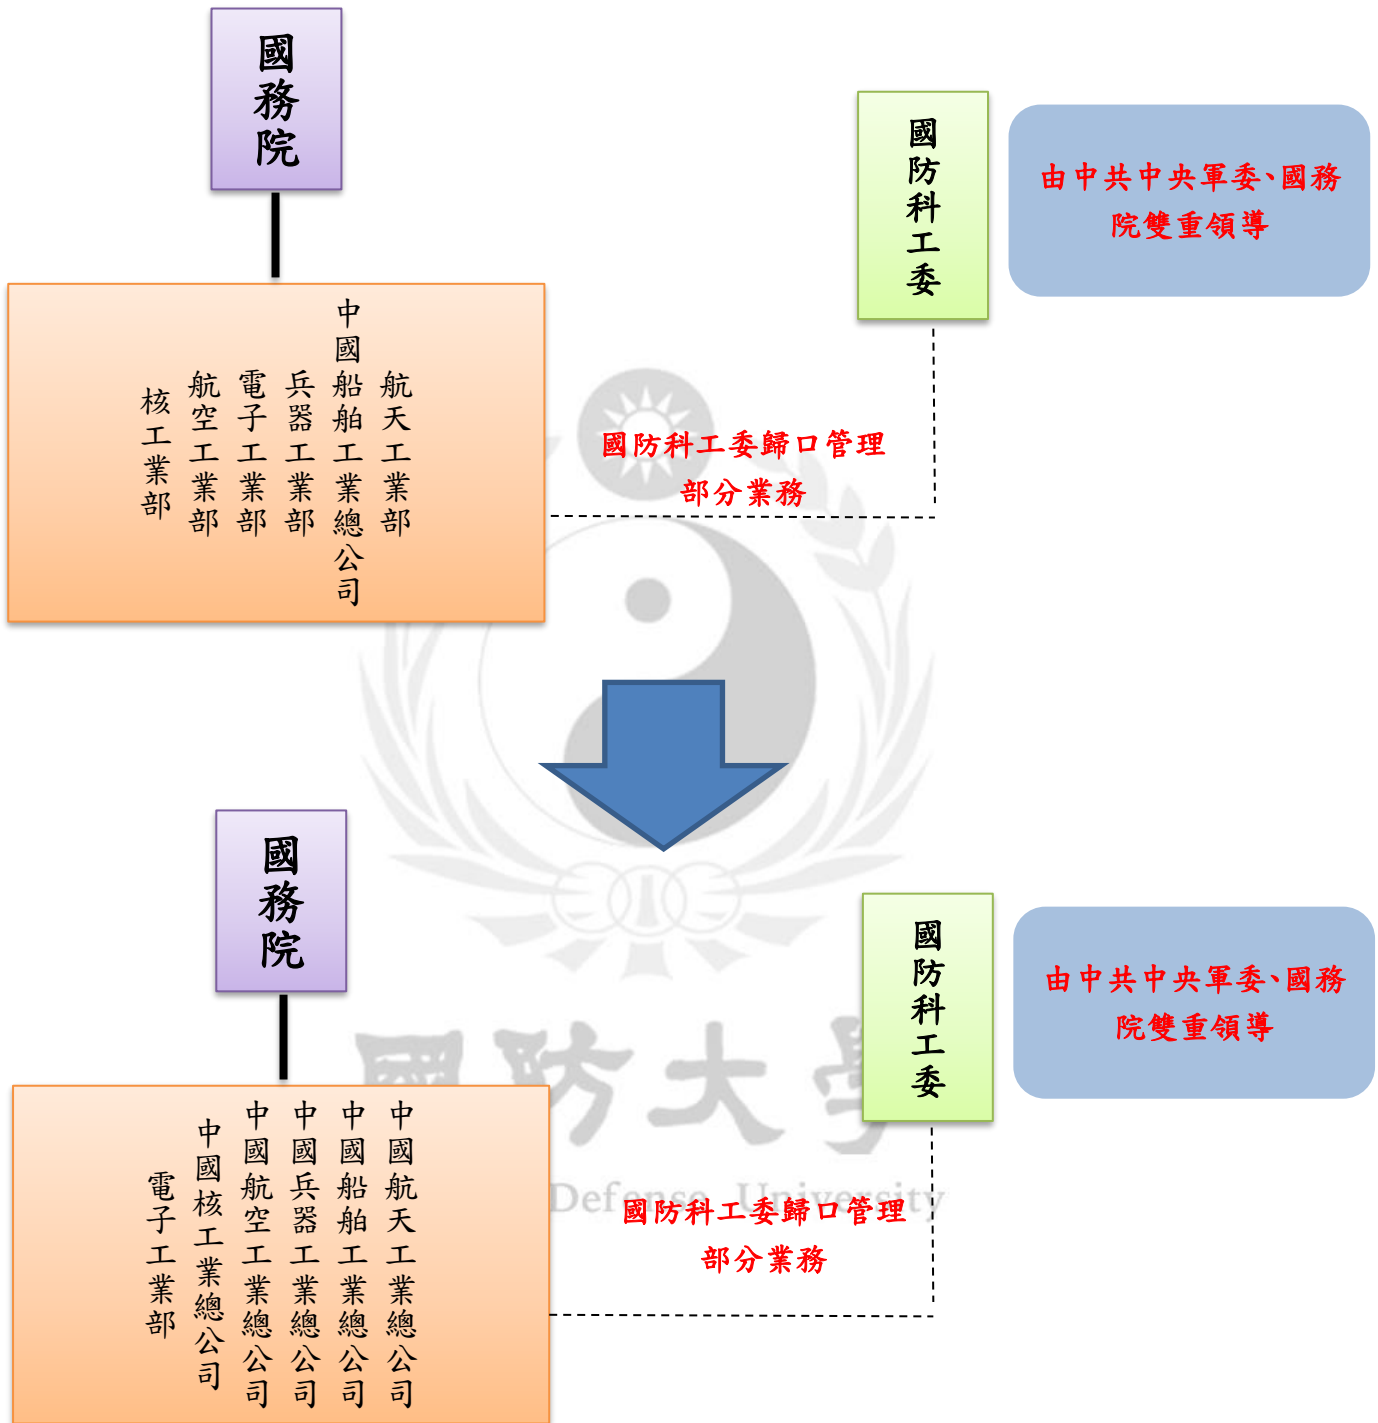 國務院
國防科工委
由中共中央軍委、國務
院雙重領導
航天工業部
中國船舶工業總公司
兵器工業部
電子工業部
航空工業部
核工業部
國防科工委歸口管理
部分業務
國務院
國防科工委
由中共中央軍委、國務
院雙重領導
中國航天工業總公司
中國船舶工業總公司
中國兵器工業總公司
中國航空工業總公司
中國核工業總公司
電子工業部
國防科工委歸口管理
部分業務
國防大學
Defense University